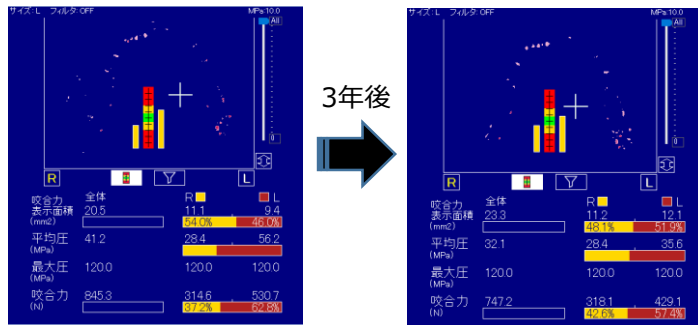 サイズ:L フィルタ:OFF MPa:10.0
All
0
R L
全体 R L
咬合力
表示面積 20.5 11.1 9.4
(mm2) 54.0% 46.0%
平均圧 41.2 28.4 56.2
(MPa)
最大圧 120.0 120.0 120.0
(MPa)
咬合力 845.3 314.6 530.7
(N) 37.2% 62.8%
3年後
サイズ:L フィルタ:OFF MPa:10.0
All
0
R L
全体 R L
咬合力
表示面積 23.3 11.2 12.1
(mm2) 48.1% 51.9%
平均圧 32.1 28.4 35.6
(MPa)
最大圧 120.0 120.0 120.0
(MPa)
咬合力 747.2 318.1 429.1
(N) 42.6% 57.4%